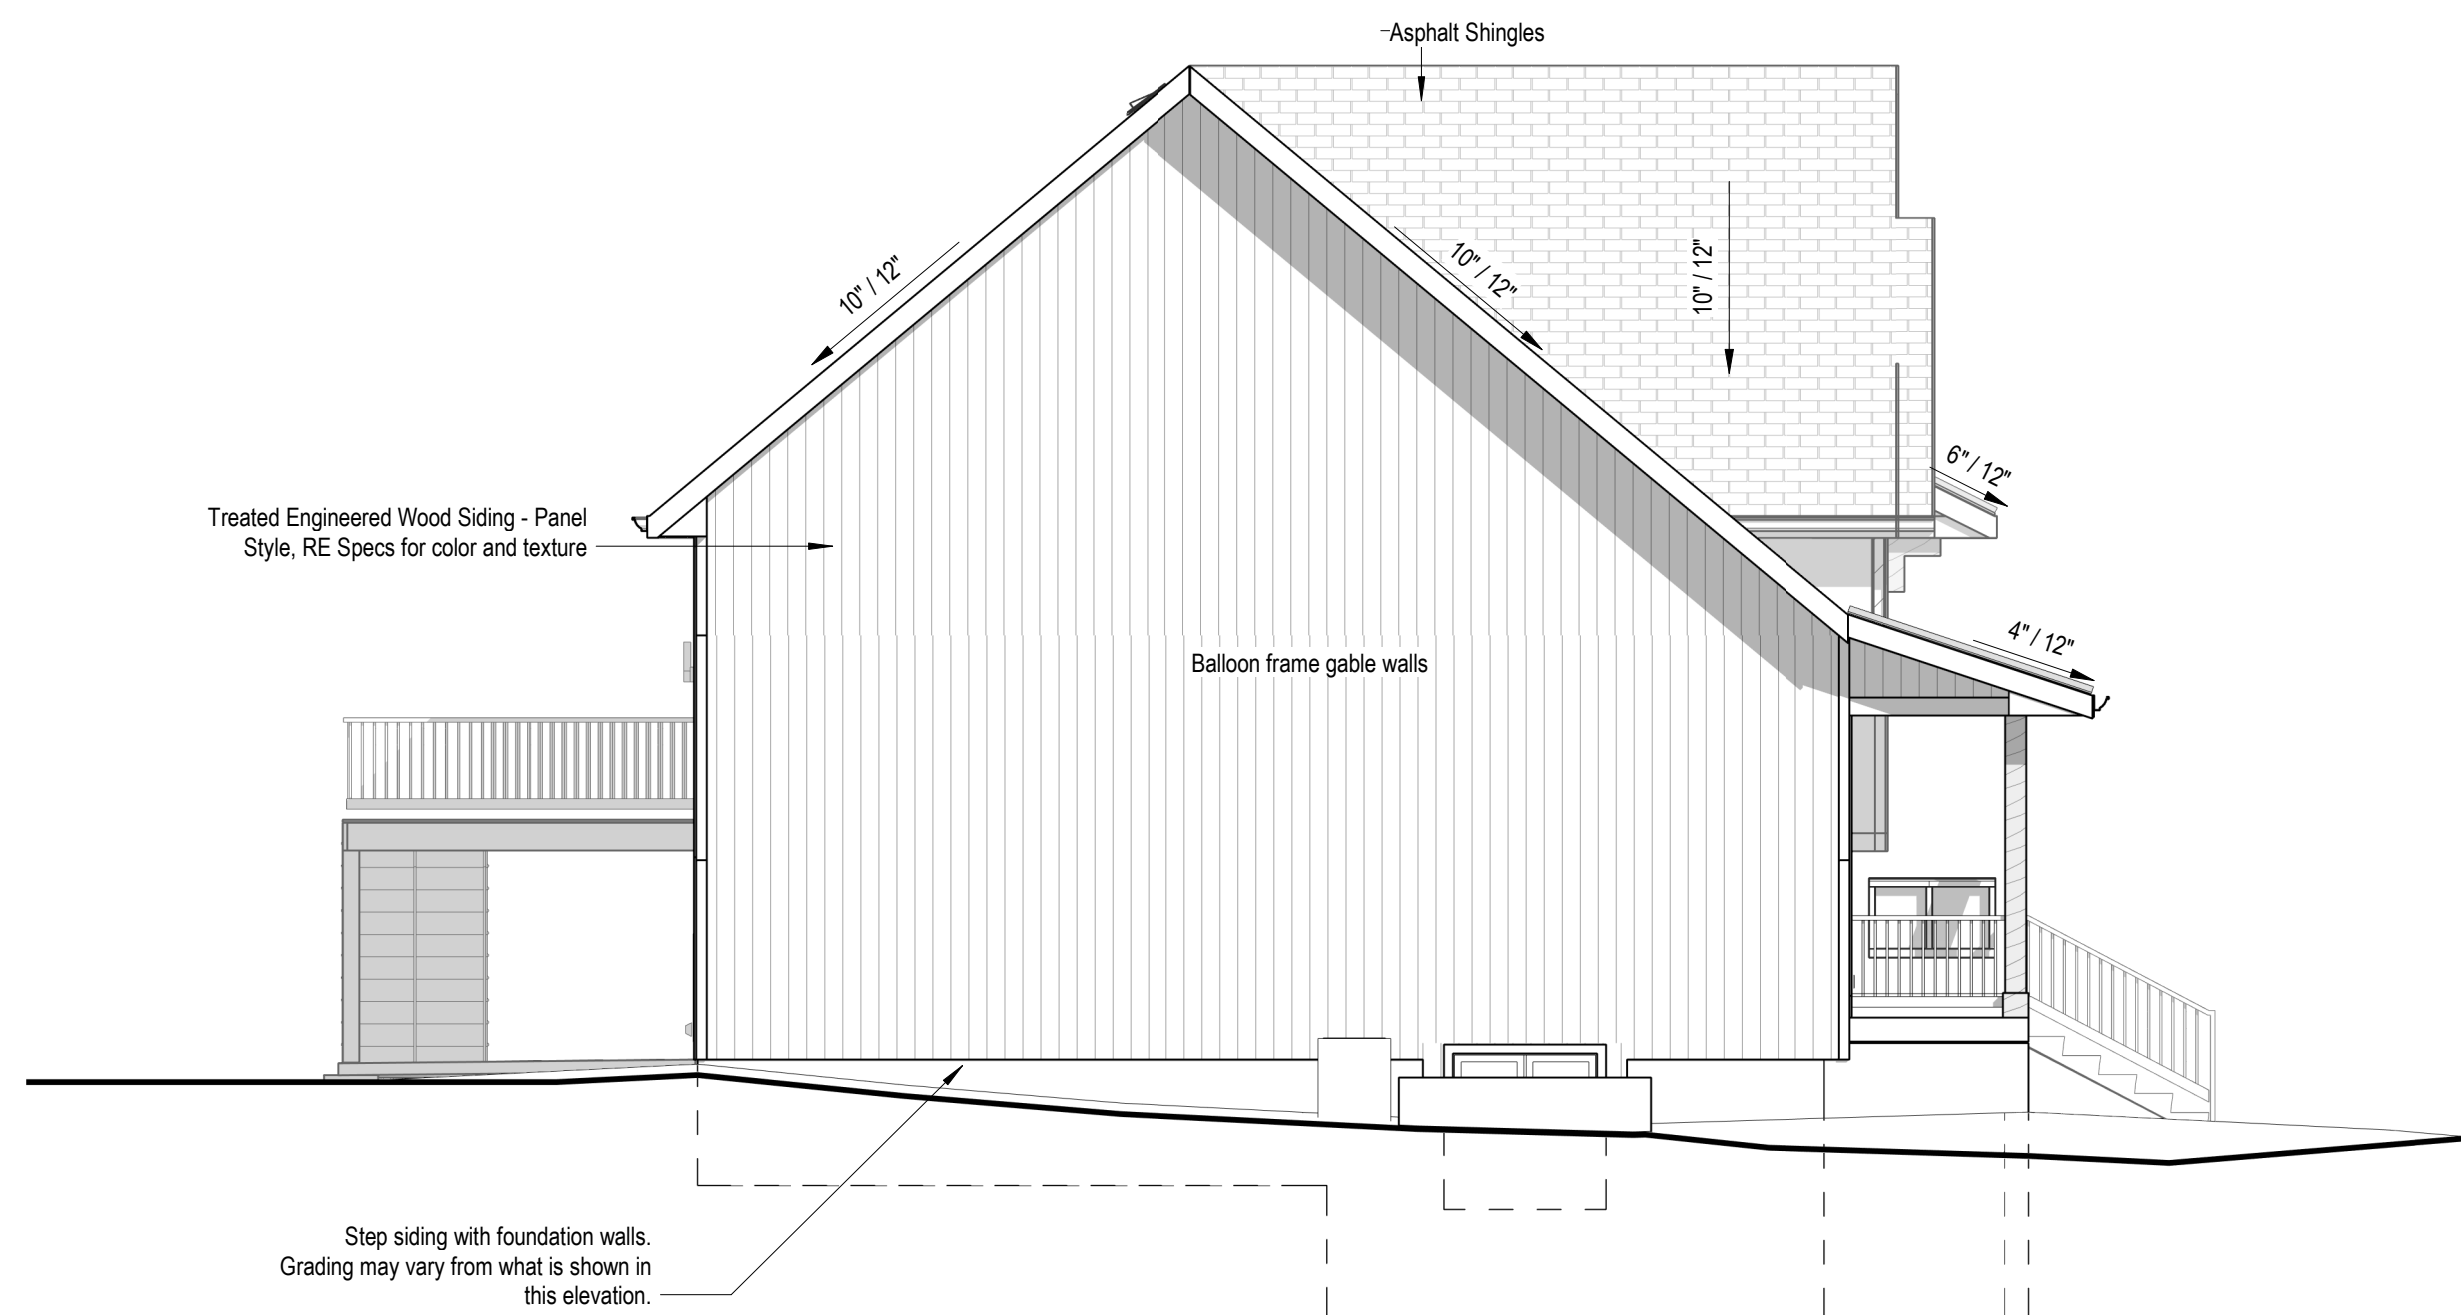 Asphalt Shingles
10" / 12"
10" / 12"
10" / 12"
6" / 12"
Treated Engineered Wood Siding - Panel
Style, RE Specs for color and texture
4" / 12"
Balloon frame gable walls
Step siding with foundation walls.
Grading may vary from what is shown in
this elevation.